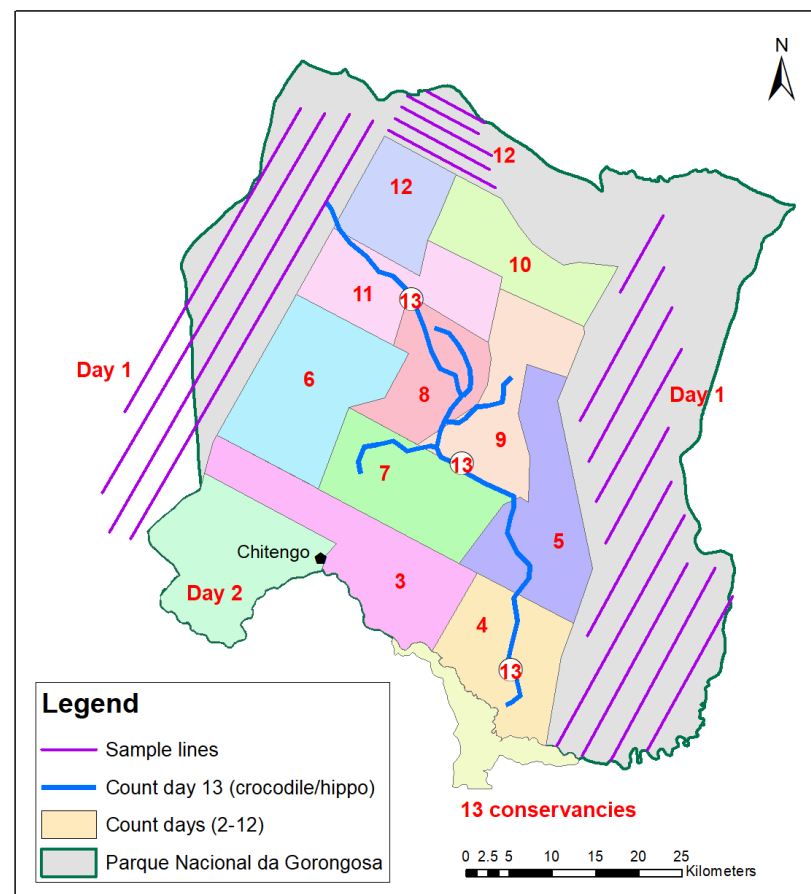 N
12
12
10
11
13
Day 1
6
Day 1
8
9
13
7
5
Chitengo
Day 2
3
4
13
Legend
Sample lines
Count day 13 (crocodile/hippo)
Count days (2-12)
Parque Nacional da Gorongosa
13 conservancies
0 2.5 5 10 15 20 25
Kilometers